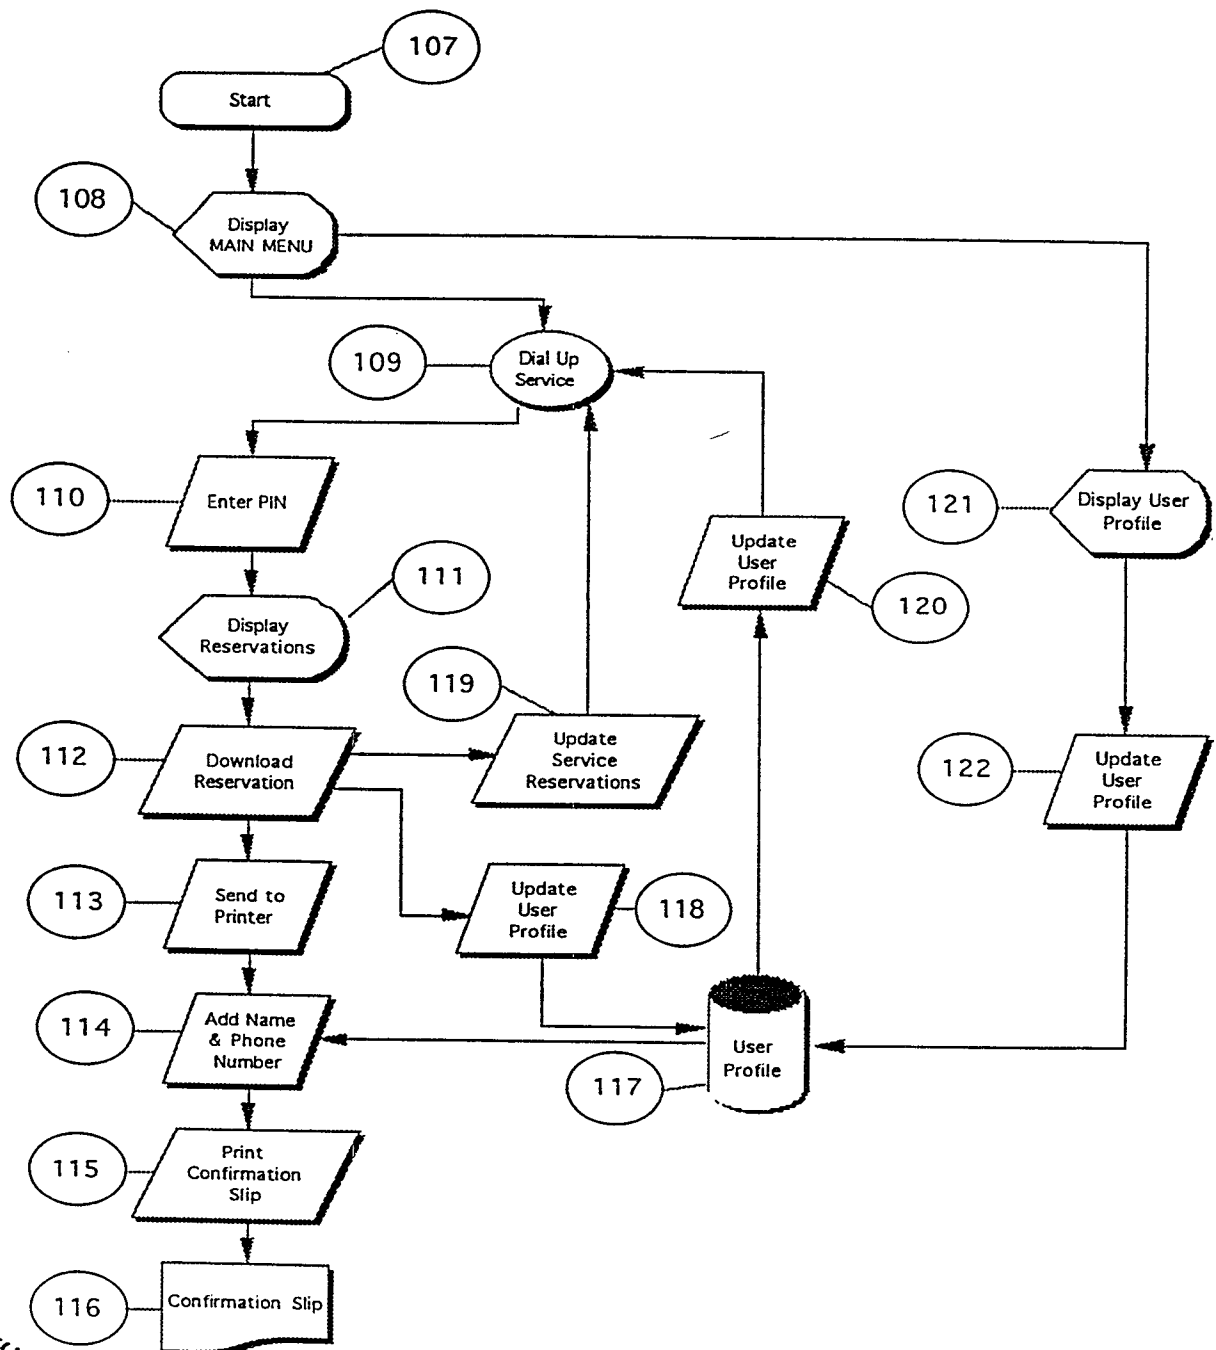 107
Start
108
Display
MAIN MENU
109
Dial Up
Service
110
Enter PIN
121
Display User
Profile
Update
User
Profile
120
111
Display
Reservations
119
Update
Service
Reservations
112
Download
Reservation
122
Update
User
Profile
113
Send to
Printer
Update
User
Profile
118
114
Add Name
& Phone
Number
User
Profile
117
115
Print
Confirmation
Slip
116
Confirmation Slip